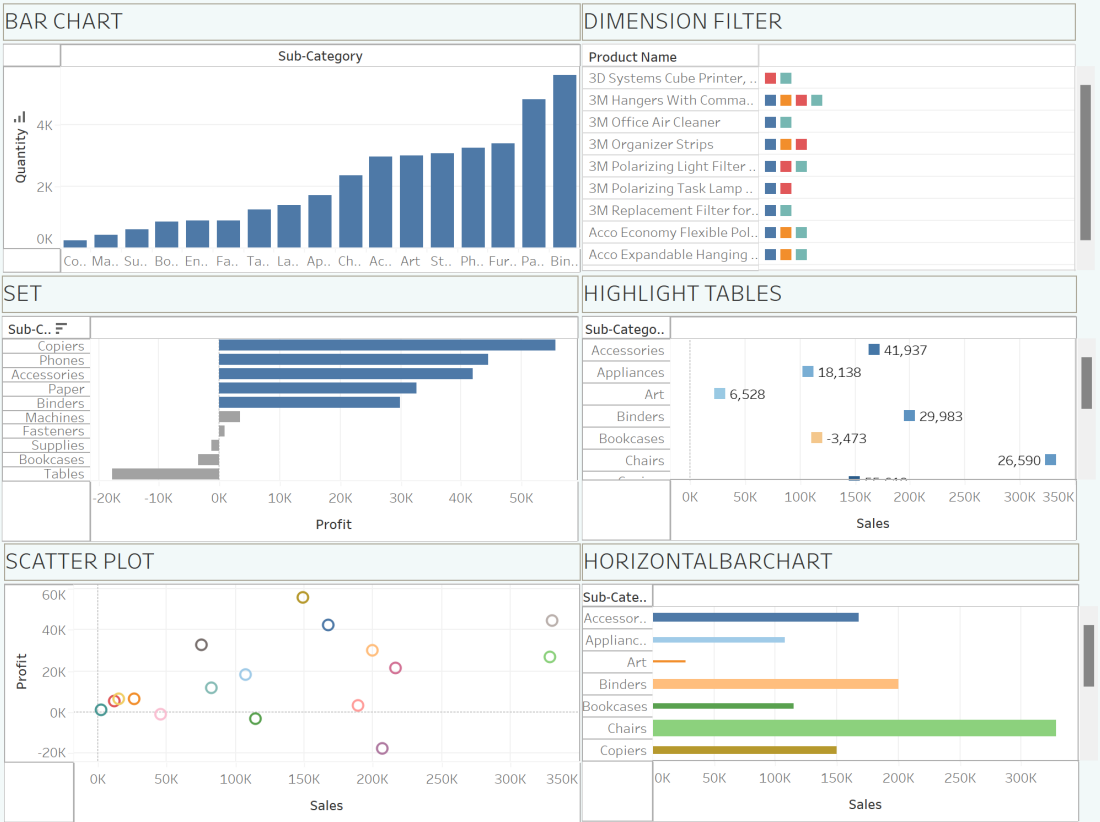 BAR CHART
Sub-Category
Quantity
4K
2K
0K
Co.. Ma.. Su.. Bo.. En.. Fa.. Ta.. La.. Ap.. Ch.. Ac.. Art St.. Ph.. Fur.. Pa.. Bin..
DIMENSION FILTER
Product Name
3D Systems Cube Printer, ..
3M Hangers With Comma..
3M Office Air Cleaner
3M Organizer Strips
3M Polarizing Light Filter ..
3M Polarizing Task Lamp ..
3M Replacement Filter for..
Acco Economy Flexible Pol..
Acco Expandable Hanging ..
SET
Sub-C..
Copiers
Phones
Accessories
Paper
Binders
Machines
Fasteners
Supplies
Bookcases
Tables
-20K -10K 0K 10K 20K 30K 40K 50K
Profit
HIGHLIGHT TABLES
Sub-Catego..
Accessories 41,937
Appliances 18,138
Art 6,528
Binders 29,983
Bookcases -3,473
Chairs 26,590
0K 50K 100K 150K 200K 250K 300K 350K
Sales
SCATTER PLOT
Profit
60K
40K
20K
0K
-20K
0K 50K 100K 150K 200K 250K 300K 350K
Sales
HORIZONTALBARCHART
Sub-Cate..
Accessor..
Applianc..
Art
Binders
Bookcases
Chairs
Copiers
0K 50K 100K 150K 200K 250K 300K
Sales